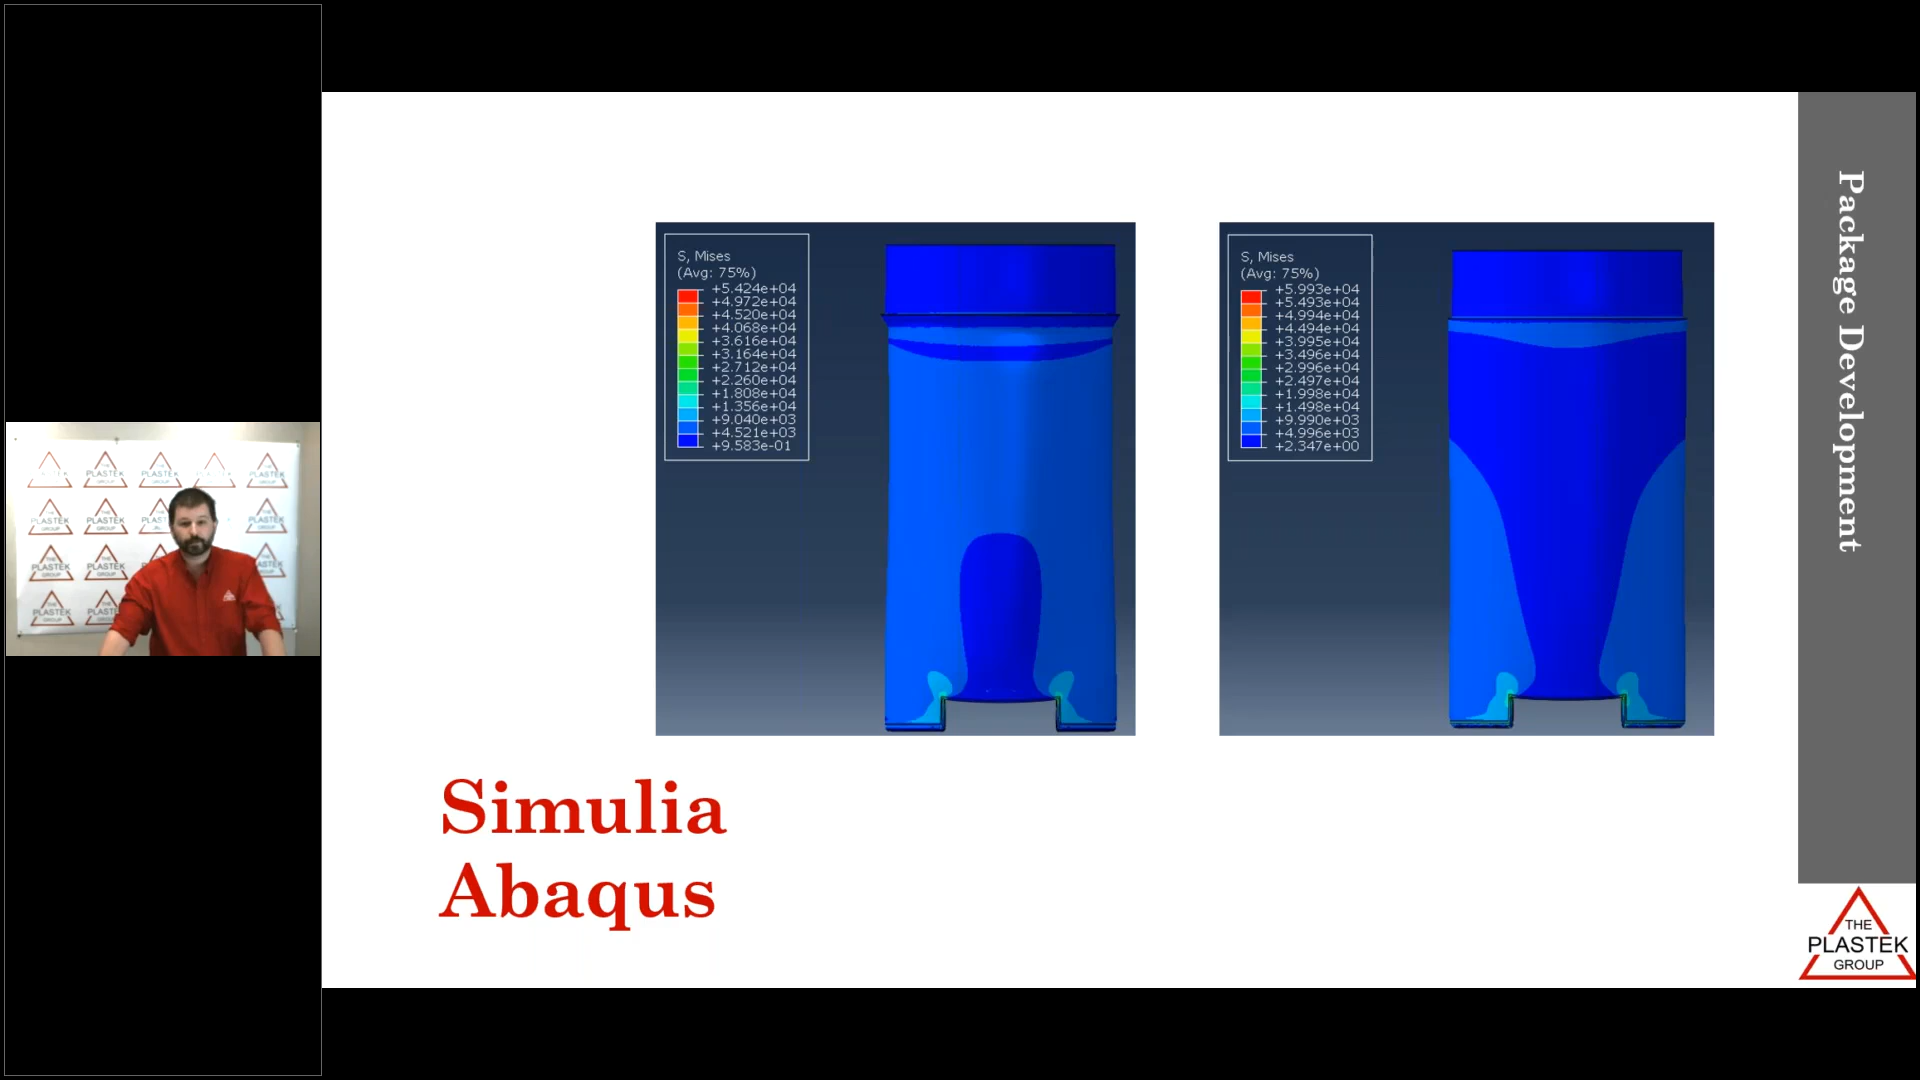 S, Mises
(Avg: 75%)
+5.424e+04
+4.972e+04
+4.520e+04
+4.068e+04
+3.616e+04
+3.164e+04
+2.712e+04
+2.260e+04
+1.808e+04
+1.356e+04
+9.040e+03
+4.521e+03
+9.583e-01
S, Mises
(Avg: 75%)
+5.993e+04
+5.493e+04
+4.994e+04
+4.494e+04
+3.995e+04
+3.496e+04
+2.996e+04
+2.497e+04
+1.998e+04
+1.498e+04
+9.990e+03
+4.996e+03
+2.347e+00
Simulia
Abaqus
Package Development
THE
PLASTEK
GROUP